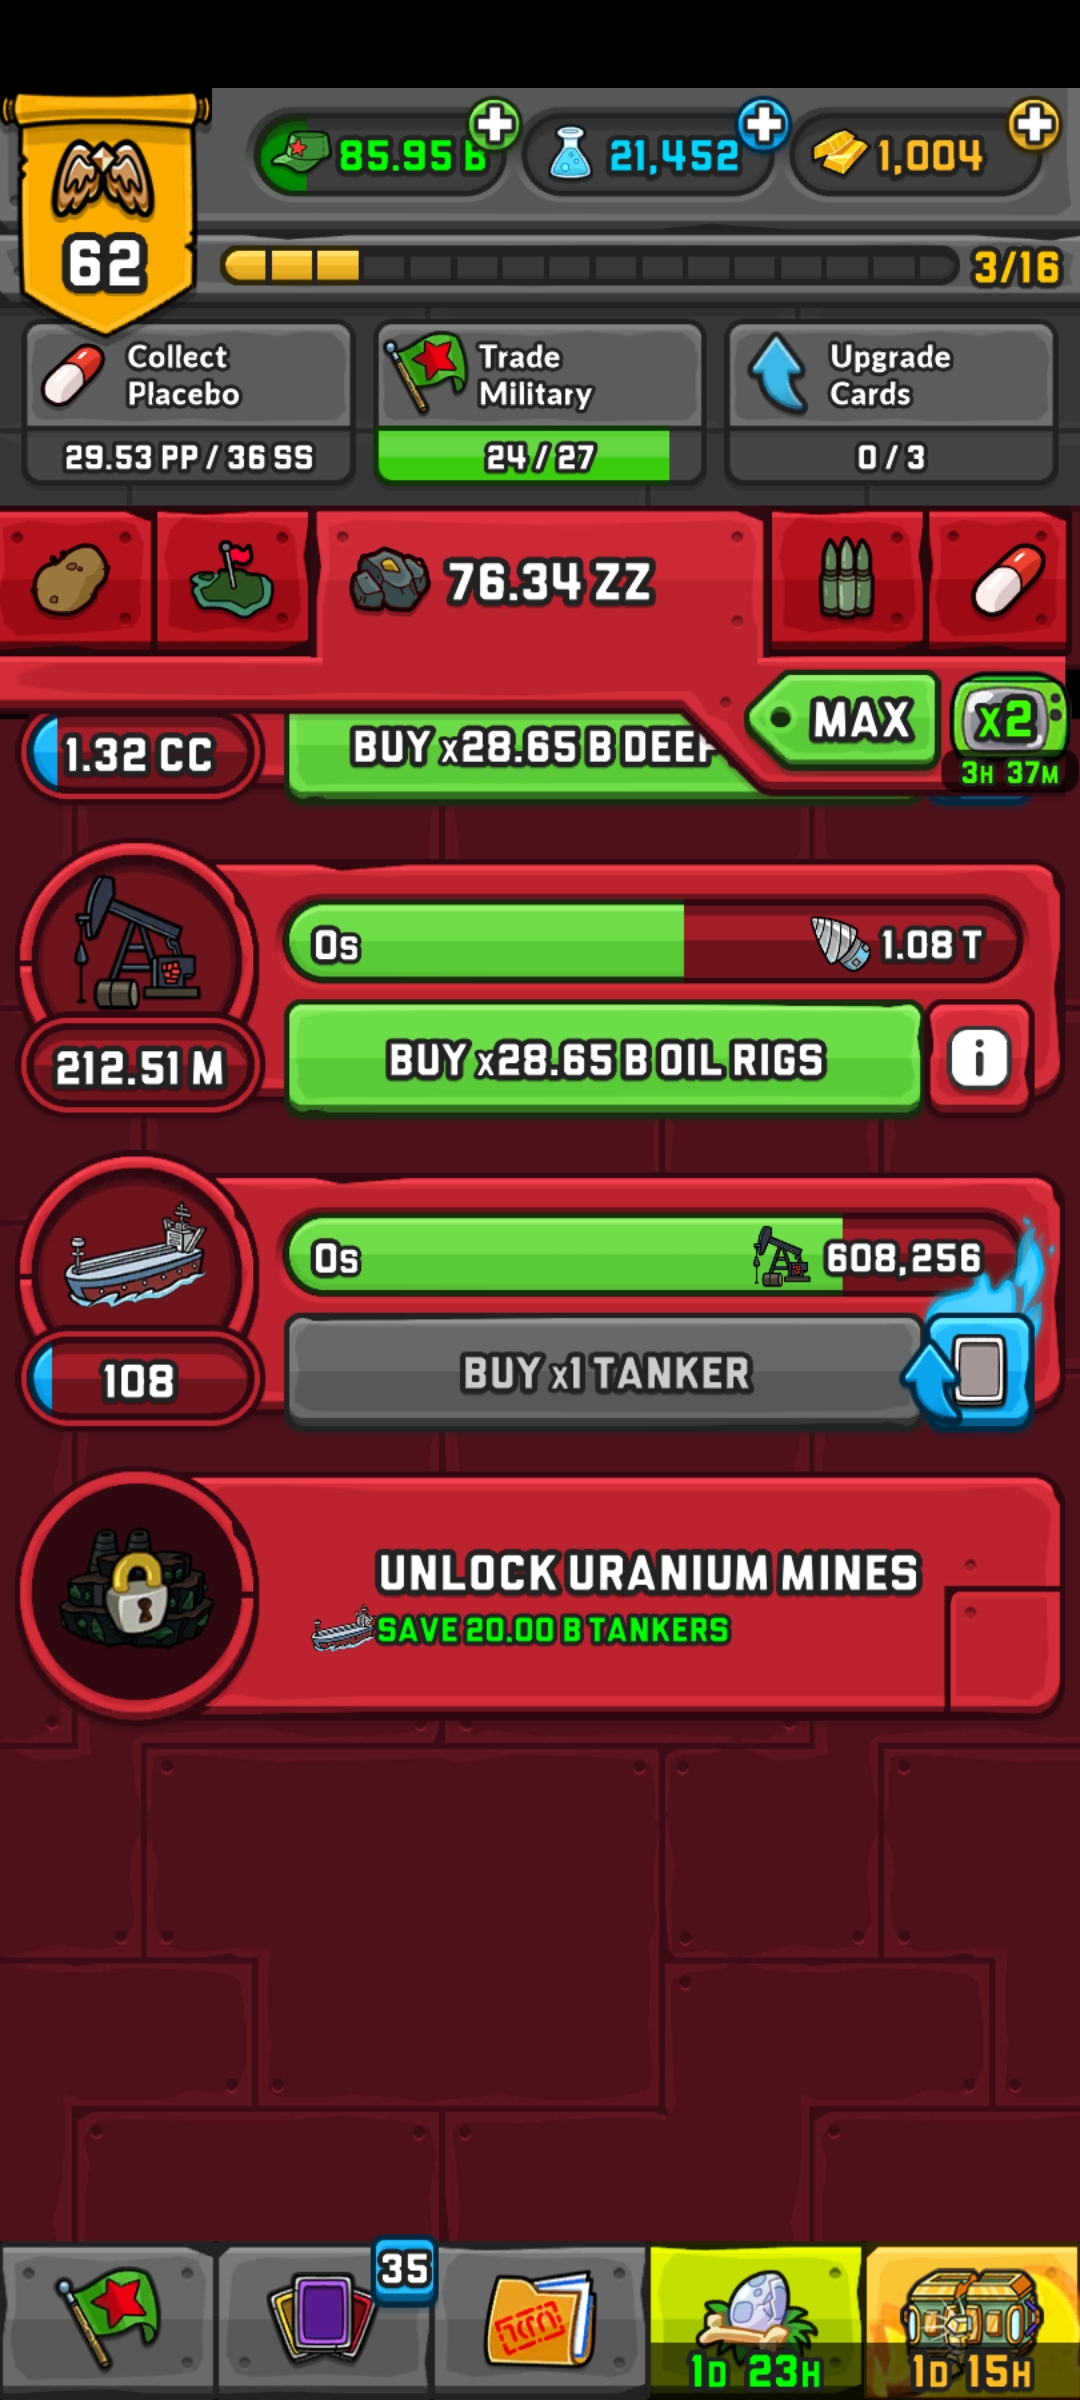 62
85.95 B
21,452
1,004
3/16
Collect
Placebo
29.53 PP / 36 SS
Trade
Military
24 / 27
Upgrade
Cards
0 / 3
76.34 ZZ
MAX
x2
3H 37M
1.32 CC
BUY x28.65 B DEEP
0s
1.08 T
212.51 M
BUY x28.65 B OIL RIGS
i
0s
608,256
108
BUY x1 TANKER
UNLOCK URANIUM MINES
SAVE 20.00 B TANKERS
35
1D 23H
1D 15H